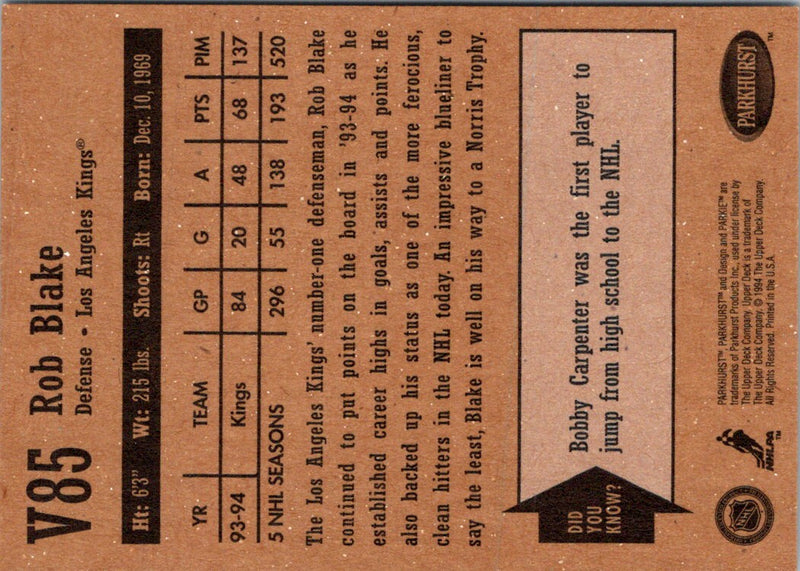 V85 Rob Blake
Defense • Los Angeles Kings®
Ht: 6'3" Wt: 215 lbs. Shoots: Rt Born: Dec. 10, 1969
YR TEAM GP G A PTS PIM
93-94 Kings 84 20 48 68 137
5 NHL SEASONS 296 55 138 193 520
The Los Angeles Kings' number-one defenseman, Rob Blake
continued to put points on the board in '93-94 as he
established career highs in goals, assists and points. He
also backed up his status as one of the more ferocious,
clean hitters in the NHL today. An impressive blueliner to
say the least, Blake is well on his way to a Norris Trophy.
DID
YOU
KNOW?
Bobby Carpenter was the first player to
jump from high school to the NHL.
NHL
NHLPA™
PARKHURST™ PARKHURST™ and Design and PARKIE™ are
trademarks of Parkhurst Products Inc., used under license by
The Upper Deck Company. Upper Deck is a trademark of
The Upper Deck Company. © 1994 The Upper Deck Company.
All Rights Reserved. Printed in the U.S.A.
PARKHURST™